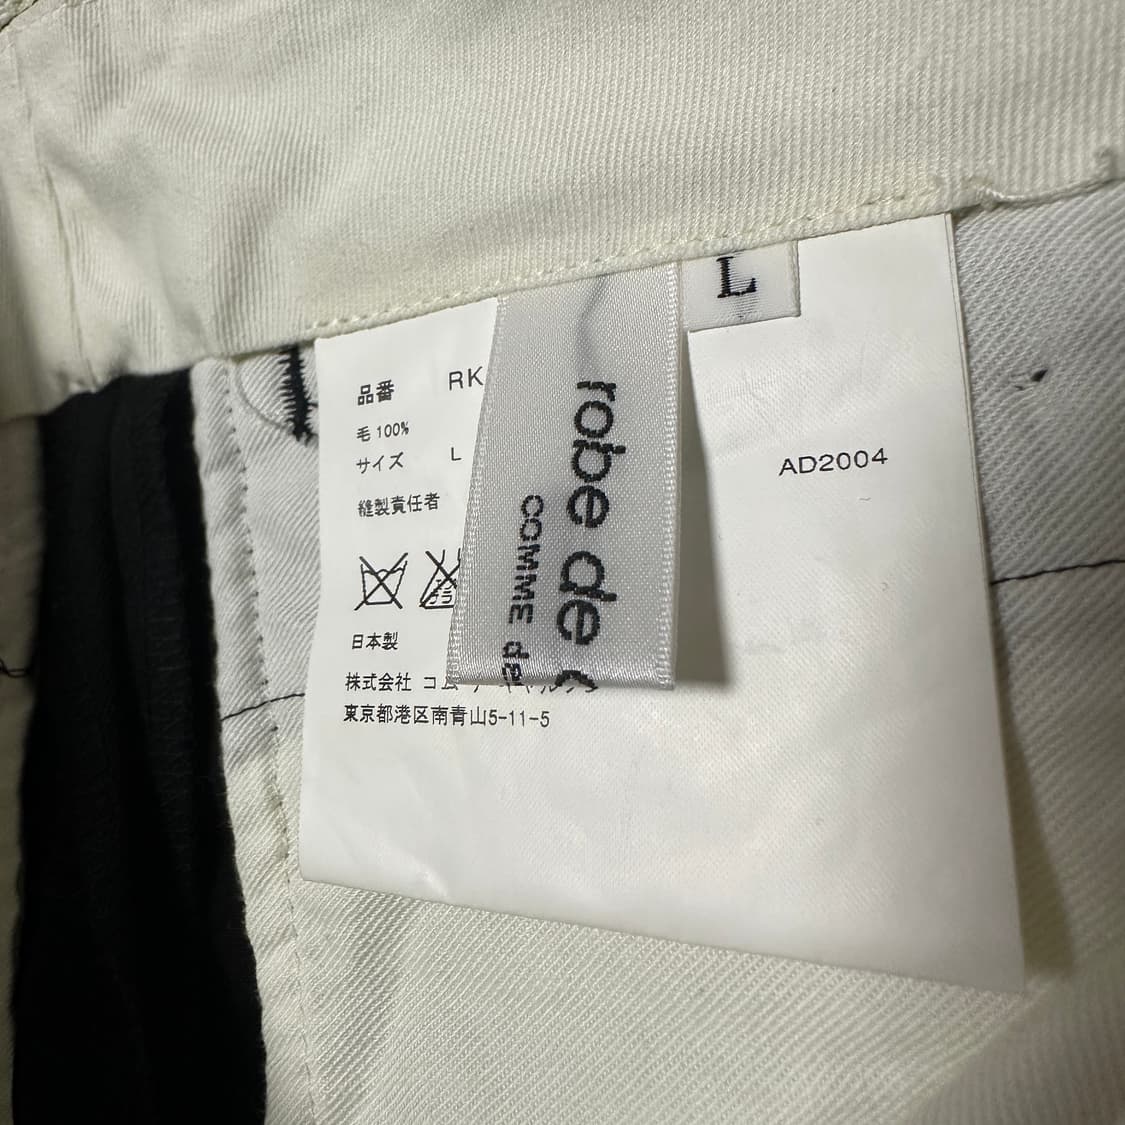 L
品番 RK
毛 100%
サイズ L
縫製責任者
日本製
株式会社 コム
東京都港区南青山5-11-5
robe de
COMME de
AD2004